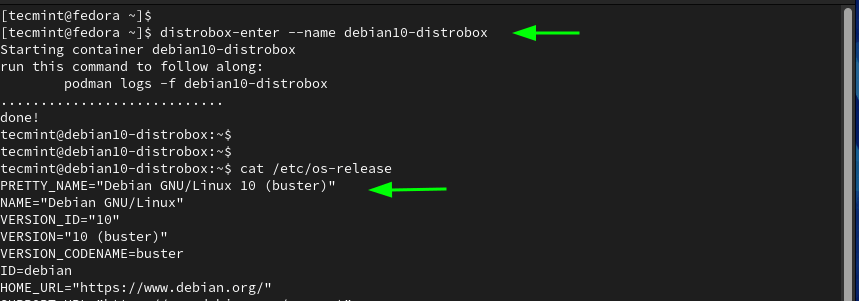 [tecmint@fedora ~]$
[tecmint@fedora ~]$ distrobox-enter --name debian10-distrobox
Starting container debian10-distrobox
run this command to follow along:
        podman logs -f debian10-distrobox
............................
done!
tecmint@debian10-distrobox:~$
tecmint@debian10-distrobox:~$
tecmint@debian10-distrobox:~$ cat /etc/os-release
PRETTY_NAME="Debian GNU/Linux 10 (buster)"
NAME="Debian GNU/Linux"
VERSION_ID="10"
VERSION="10 (buster)"
VERSION_CODENAME=buster
ID=debian
HOME_URL="https://www.debian.org/"